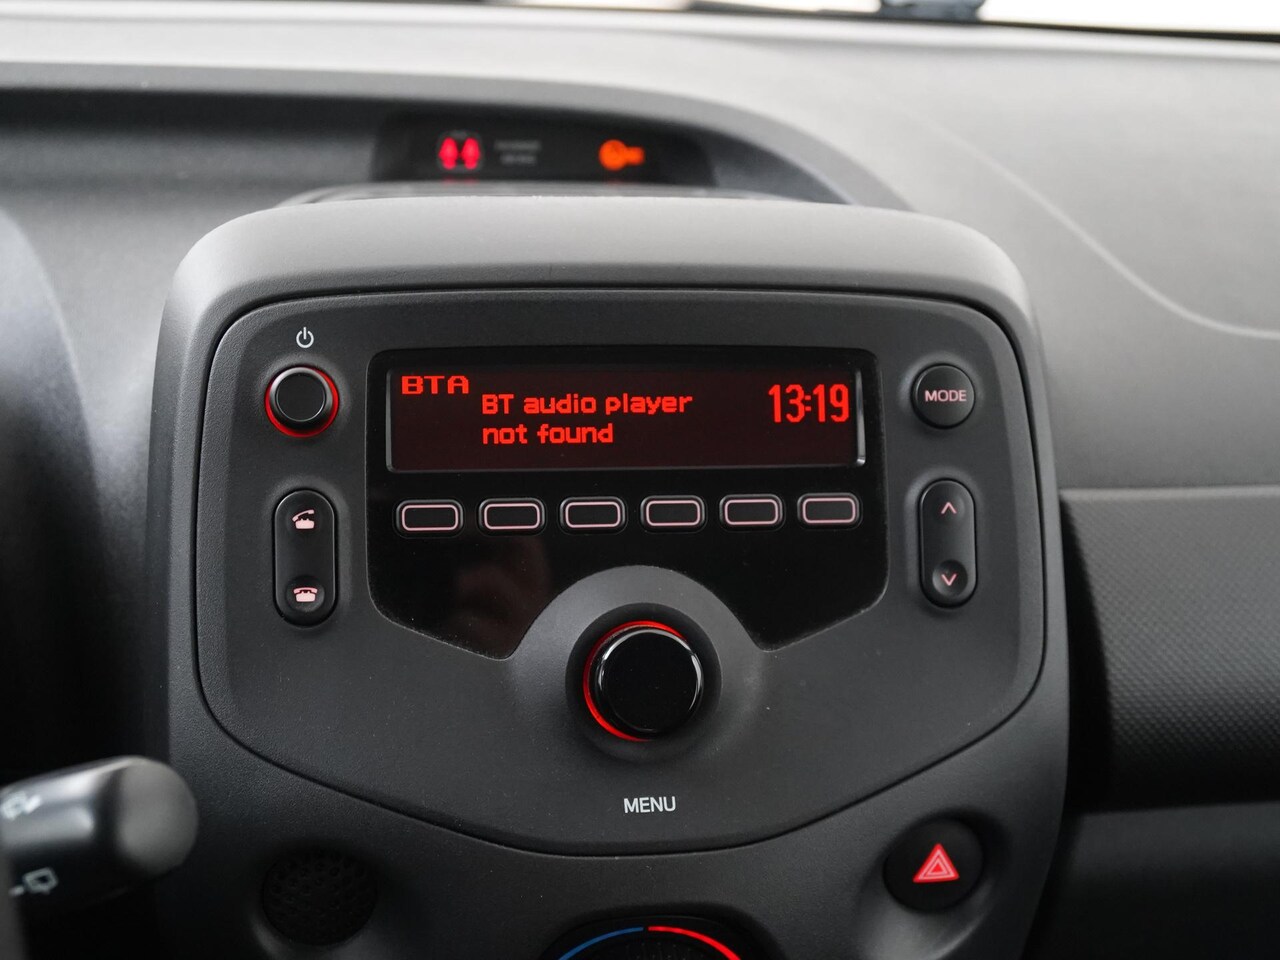 BTA
BT audio player
not found
13:19
MODE
MENU